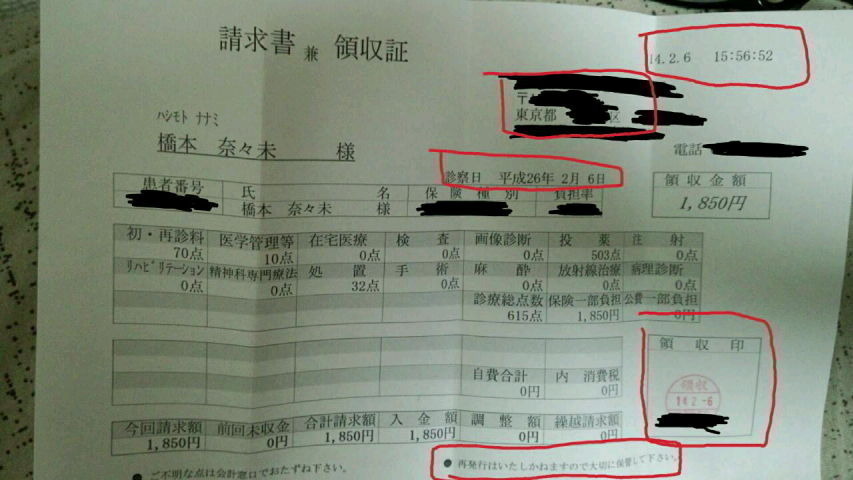 請求書 兼 領収証
14.2.6 15:56:52
〒
東京都 区
ﾊｼﾓﾄ ﾅﾅﾐ
橋本 奈々未 様
電話
診察日 平成26年 2月 6日
患者番号 氏 名 保 険 種 別 負担率
橋本 奈々未 様
領 収 金 額
1,850円
初・再診料 医学管理等 在宅医療 検 査 画像診断 投 薬 注 射
70点 10点 0点 0点 0点 503点 0点
ﾘﾊﾋﾞﾘﾃｰｼｮﾝ 精神科専門療法 処 置 手 術 麻 酔 放射線治療 病理診断
0点 0点 32点 0点 0点 0点 0点
診療総点数 保険一部負担 公費一部負担
615点 1,850円 0円
領 収 印
領収
14.2.-6
自費合計 内 消費税
0円 0円
今回請求額 前回未収金 合計請求額 入 金 額 調 整 額 繰越請求額
1,850円 0円 1,850円 1,850円 0円 0円
● ご不明な点は会計窓口でおたずね下さい。
● 再発行はいたしかねますので大切に保管して下さい。